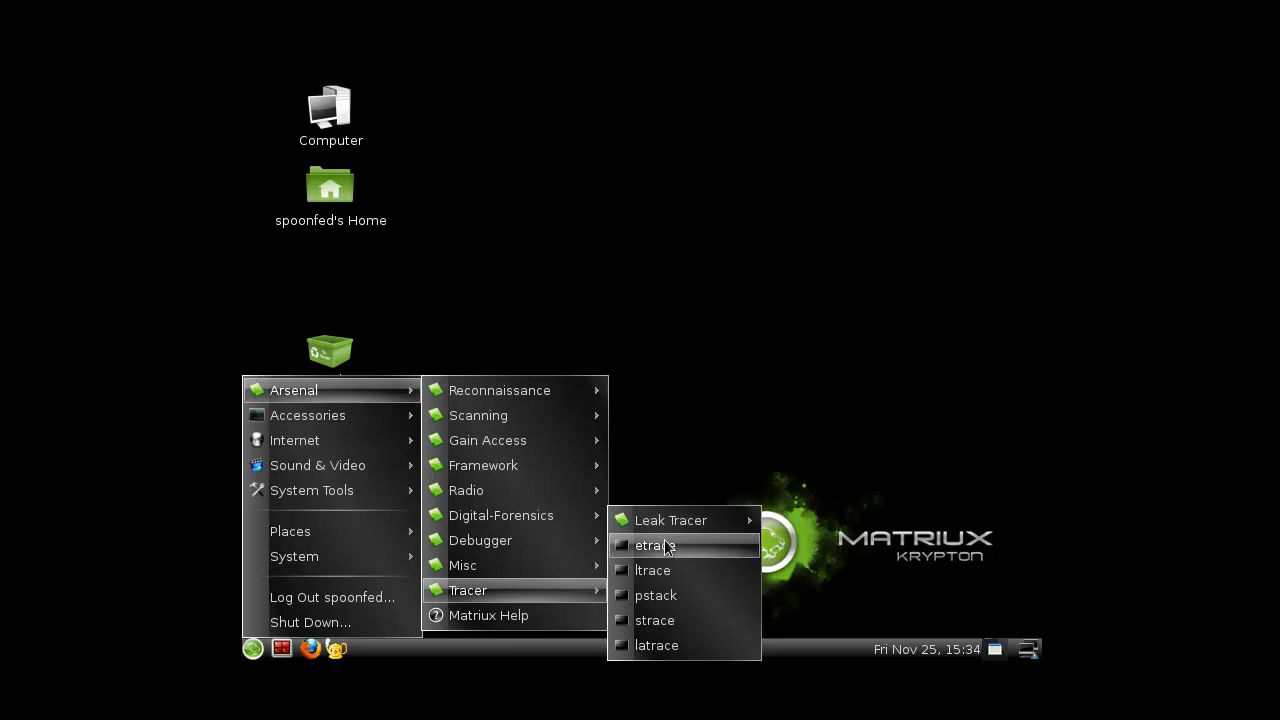 Computer
spoonfed's Home
Arsenal
Accessories
Internet
Sound & Video
System Tools
Places
System
Log Out spoonfed...
Shut Down...
Reconnaissance
Scanning
Gain Access
Framework
Radio
Digital-Forensics
Debugger
Misc
Tracer
Matriux Help
Leak Tracer
etrace
ltrace
pstack
strace
latrace
MATRIUX
KRYPTON
Fri Nov 25, 15:34